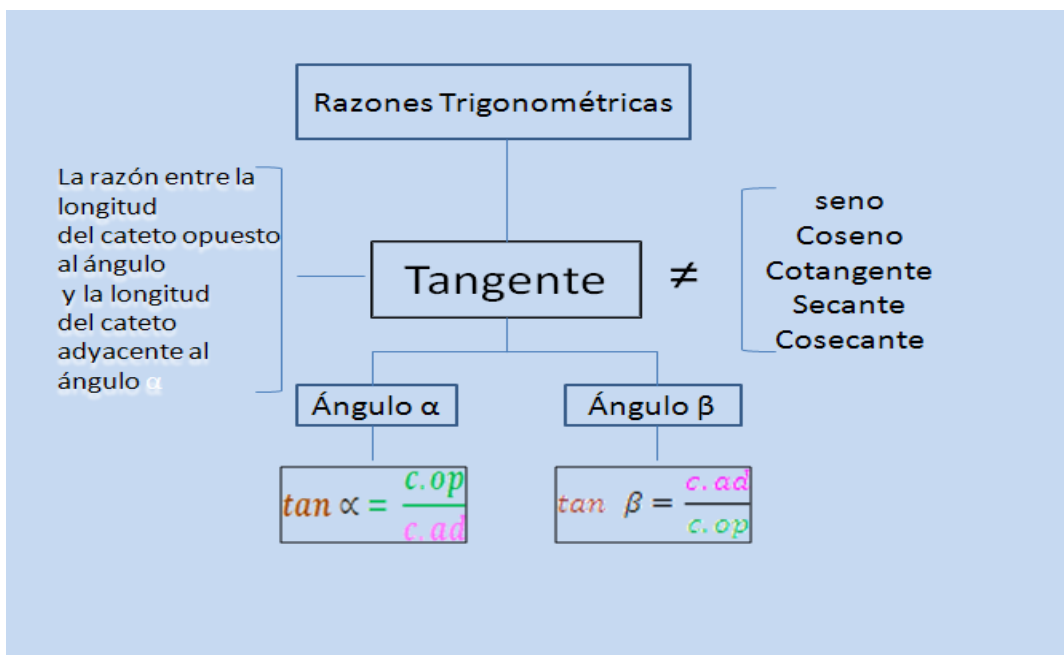 Razones Trigonométricas
La razón entre la
longitud
del cateto opuesto
al ángulo
y la longitud
del cateto
adyacente al
ángulo α
Tangente
≠
seno
Coseno
Cotangente
Secante
Cosecante
Ángulo α
Ángulo β
tan ∝ = c.op / c.ad
tan β = c.ad / c.op